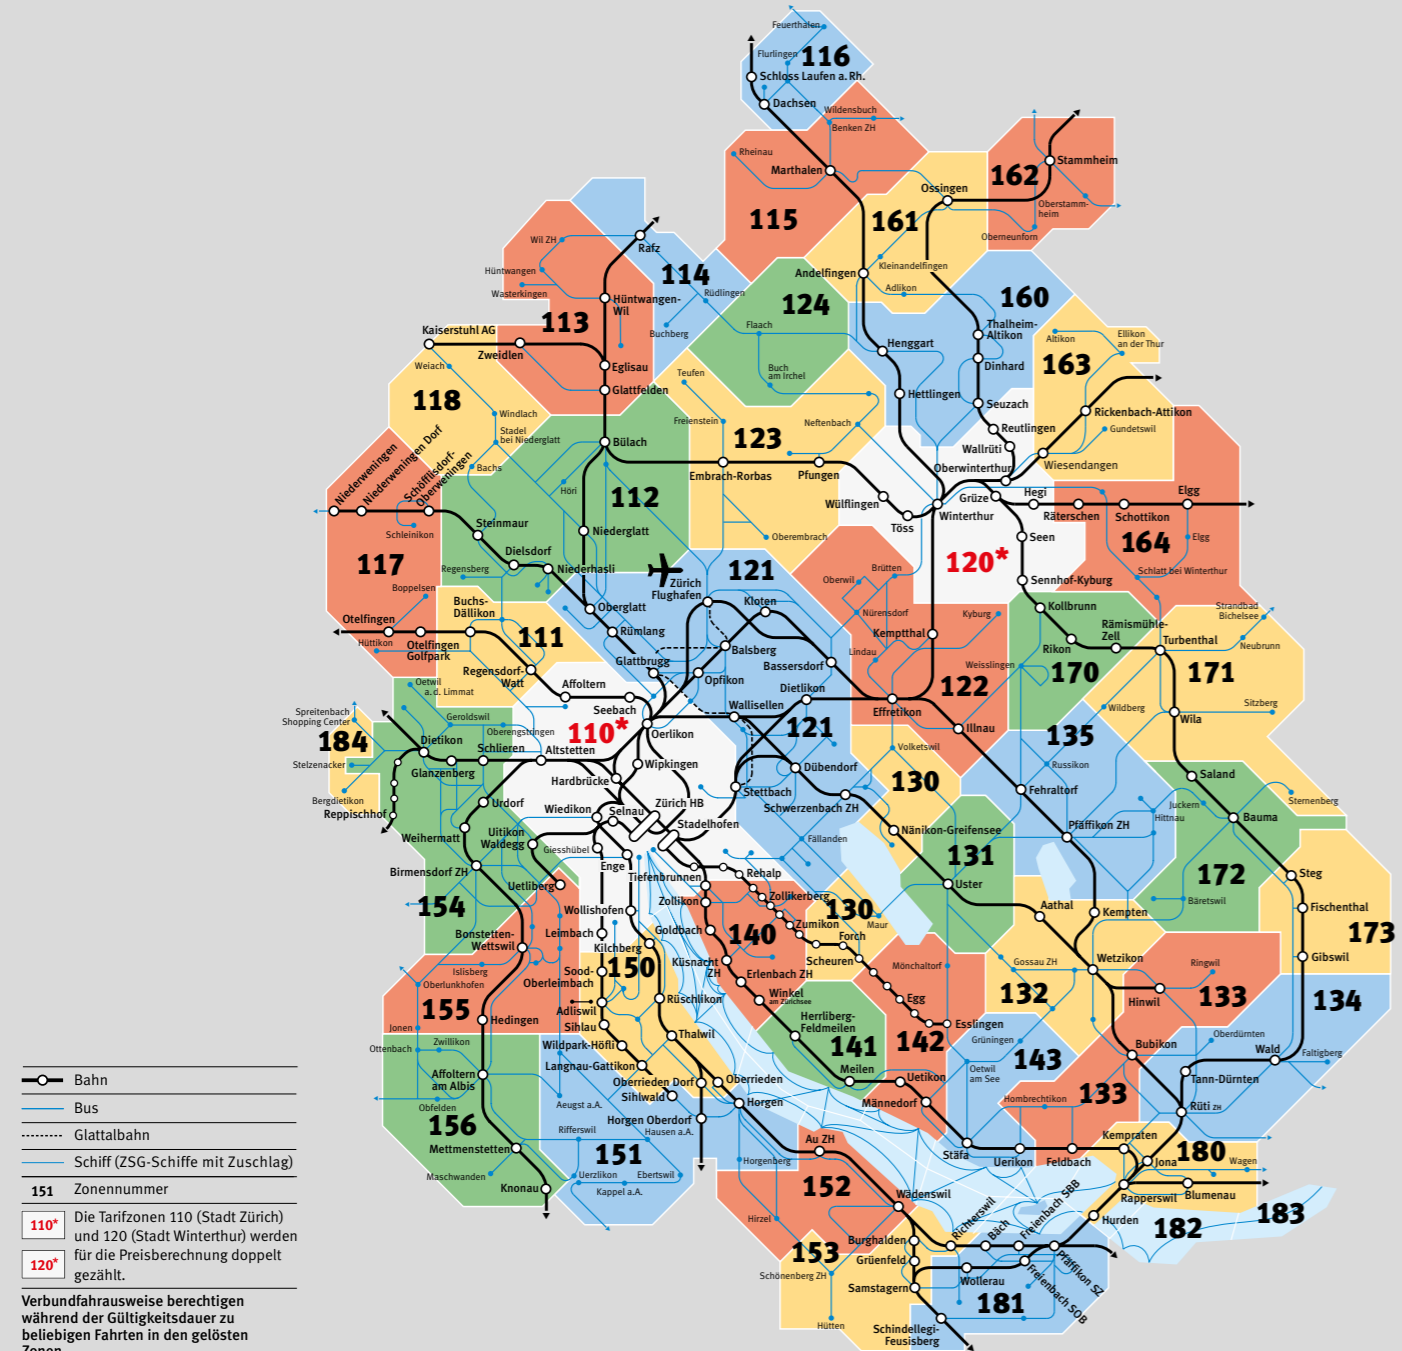 Feuerthalen
116
Flurlingen
Schloss Laufen a. Rh.
Dachsen
Wildensbuch
Benken ZH
Rheinau
Marthalen
162
Stammheim
Ossingen
Oberstamm-
heim
115
161
Oberneunforn
Wil ZH
Rafz
Kleinandelfingen
Hüntwangen
114
Andelfingen
Adlikon
Wasterkingen
Rüdlingen
124
160
Hüntwangen-
Wil
Kaiserstuhl AG
113
Buchberg
Flaach
Thalheim-
Altikon
Altikon
Ellikon
an der Thur
Zweidlen
Henggart
Weiach
Eglisau
Buch
am Irchel
Dinhard
163
Teufen
Glattfelden
118
Hettlingen
Seuzach
Windlach
Rickenbach-Attikon
Freienstein
Neftenbach
Reutlingen
Gundetswil
Stadel
bei Niederglatt
Bülach
123
Wallrüti
Niederweningen
Niederweningen Dorf
Schöfflisdorf-
Oberweningen
Bachs
Embrach-Rorbas
Pfungen
Oberwinterthur
Wiesendangen
Höri
112
Wülflingen
Grüze
Hegi
Elgg
Töss
Winterthur
Räterschen
Schottikon
Steinmaur
Niederglatt
Schleinikon
Oberembrach
Seen
164
Elgg
Dielsdorf
117
Niederhasli
Regensberg
120*
Brütten
Oberwil
Sennhof-Kyburg
Schlatt bei Winterthur
Boppelsen
Zürich
Flughafen
121
Buchs-
Dällikon
Oberglatt
Kloten
Nürensdorf
Kyburg
Kollbrunn
Strandbad
Bichelsee
Otelfingen
Rümlang
Kemptthal
Rämismühle-
Zell
Hüttikon
Otelfingen
Golfpark
111
Balsberg
Lindau
Rikon
Turbenthal
Neubrunn
Regensdorf-
Watt
Glattbrugg
Bassersdorf
Weisslingen
170
171
Oetwil
a. d. Limmat
Affoltern
Opfikon
Dietlikon
122
Spreitenbach
Shopping Center
Geroldswil
Seebach
Wallisellen
Effretikon
Wildberg
Sitzberg
184
Oberengstringen
110*
Oerlikon
121
Illnau
135
Wila
Dietikon
Schlieren
Altstetten
Volketswil
Stelzenacker
Glanzenberg
Wipkingen
Dübendorf
Russikon
Saland
Hardbrücke
130
Bergdietikon
Stettbach
Fehraltorf
Juckern
Sternenberg
Reppischhof
Urdorf
Wiedikon
Selnau
Zürich HB
Schwerzenbach ZH
Hittnau
Bauma
Stadelhofen
Nänikon-Greifensee
Pfäffikon ZH
Weihermatt
Uitikon
Waldegg
Giesshübel
Fällanden
131
Enge
172
Birmensdorf ZH
Tiefenbrunnen
Rehalp
Uster
Steg
Uetliberg
Zollikerberg
154
Zollikon
Bäretswil
Wollishofen
130
Aathal
Kempten
Fischenthal
Leimbach
Goldbach
Zumikon
Maur
173
Bonstetten-
Wettswil
140
Forch
Kilchberg
Scheuren
Islisberg
Sood-
Oberleimbach
150
Küsnacht
ZH
Mönchaltorf
Gossau ZH
Wetzikon
Ringwil
Gibswil
Oberlunkhofen
Erlenbach ZH
155
Adliswil
Rüschlikon
Winkel
am Zürichsee
Egg
132
Hinwil
133
134
Jonen
Hedingen
Sihlau
Herrliberg-
Feldmeilen
Esslingen
Zwillikon
Thalwil
141
142
Grüningen
Oberdürnten
Ottenbach
Wildpark-Höfli
143
Bubikon
Wald
Faltigberg
Langnau-Gattikon
Meilen
Uetikon
Oetwil
am See
Affoltern
am Albis
Tann-Dürnten
Oberrieden Dorf
Oberrieden
Aeugst a.A.
Sihlwald
Männedorf
Hombrechtikon
133
Obfelden
Horgen
Rüti ZH
156
Rifferswil
Horgen Oberdorf
Hausen a.A.
Mettmenstetten
151
Au ZH
Stäfa
Kempraten
180
Uerikon
Feldbach
Jona
Wagen
Maschwanden
Uerzlikon
Ebertswil
Horgenberg
Knonau
Kappel a.A.
152
Wädenswil
Rapperswil
Blumenau
Hirzel
Richterswil
Bäch
Freienbach SBB
Hurden
182
183
Burghalden
153
Grüenfeld
Schönenberg ZH
Pfäffikon SZ
Wollerau
Samstagern
Freienbach SOB
181
Hütten
Schindellegi-
Feusisberg
Bahn
Bus
Glattalbahn
Schiff (ZSG-Schiffe mit Zuschlag)
151 Zonennummer
110* Die Tarifzonen 110 (Stadt Zürich)
und 120 (Stadt Winterthur) werden
120* für die Preisberechnung doppelt
gezählt.
Verbundfahrausweise berechtigen
während der Gültigkeitsdauer zu
beliebigen Fahrten in den gelösten
Zonen.